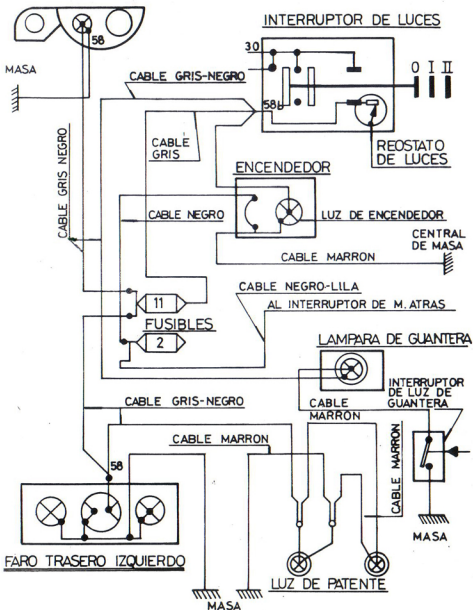 INTERRUPTOR DE LUCES
58
30
O I II
MASA
CABLE GRIS-NEGRO
58b
CABLE GRIS
REOSTATO DE LUCES
CABLE GRIS NEGRO
ENCENDEDOR
CABLE NEGRO
LUZ DE ENCENDEDOR
CENTRAL DE MASA
CABLE MARRON
CABLE NEGRO-LILA
AL INTERRUPTOR DE M. ATRAS
11
FUSIBLES
2
LAMPARA DE GUANTERA
INTERRUPTOR DE LUZ DE GUANTERA
CABLE GRIS-NEGRO
CABLE MARRON
CABLE MARRON
CABLE MARRON
58
MASA
FARO TRASERO IZQUIERDO
LUZ DE PATENTE
MASA